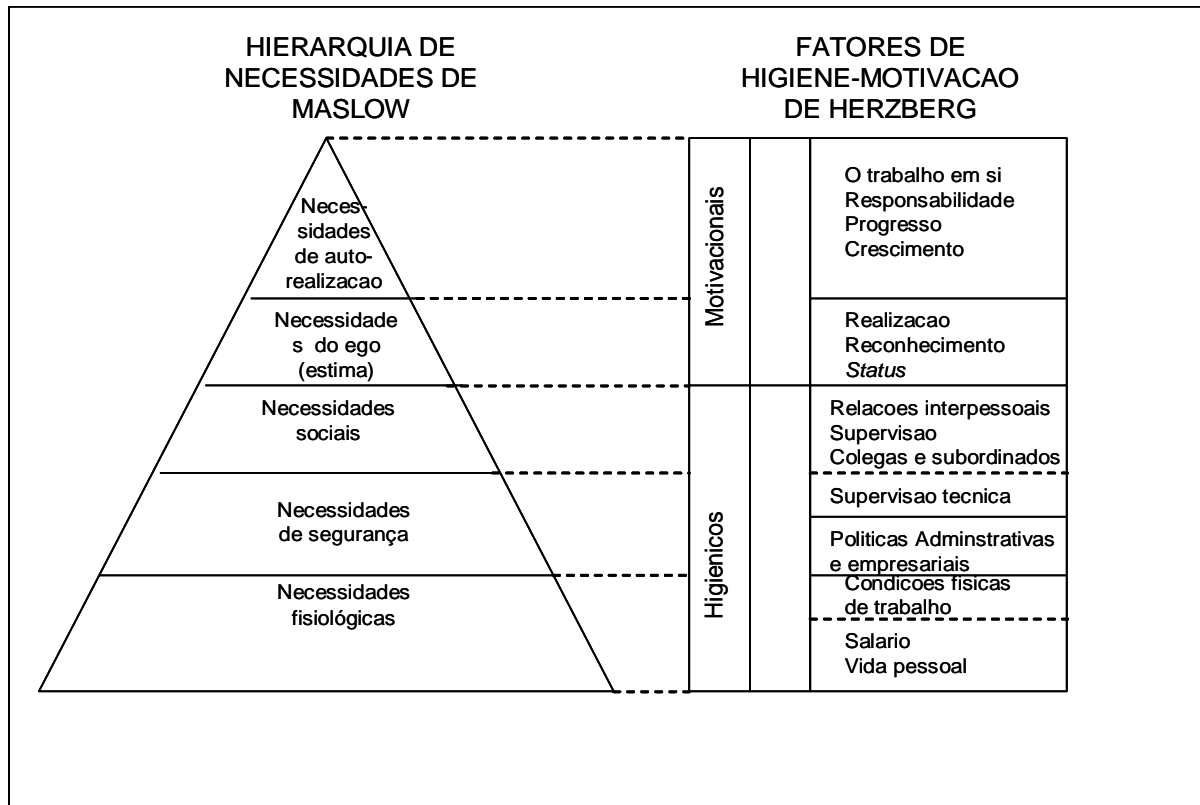 HIERARQUIA DE
NECESSIDADES DE
MASLOW
Neces-
sidades
de auto-
realizacao
Necessidade
s do ego
(estima)
Necessidades
sociais
Necessidades
de segurança
Necessidades
fisiológicas
FATORES DE
HIGIENE-MOTIVACAO
DE HERZBERG
Motivacionais
O trabalho em si
Responsabilidade
Progresso
Crescimento
Realizacao
Reconhecimento
Status
Higienicos
Relacoes interpessoais
Supervisao
Colegas e subordinados
Supervisao tecnica
Politicas Adminstrativas
e empresariais
Condicoes fisicas
de trabalho
Salario
Vida pessoal